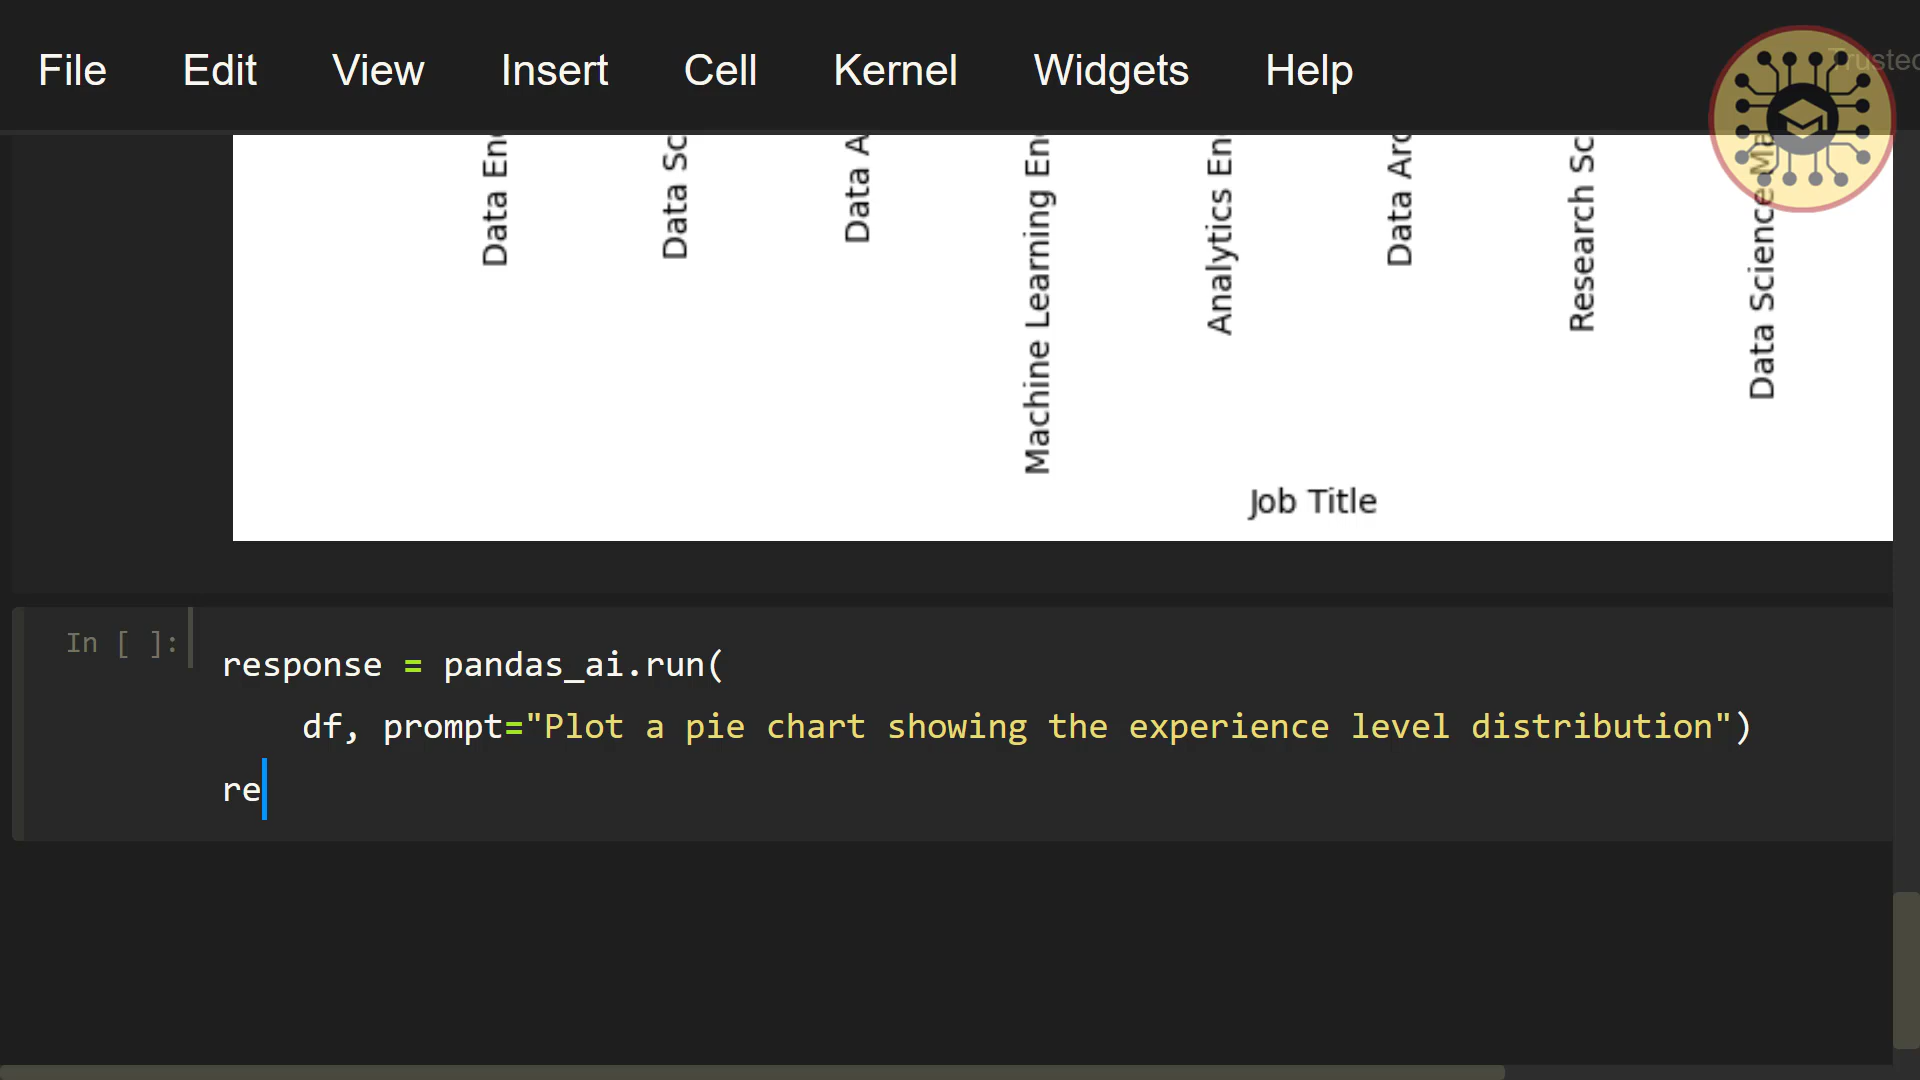 File Edit View Insert Cell Kernel Widgets Help
Data En
Data Sc
Data A
Machine Learning En
Analytics En
Data Arc
Research Sc
Data Science Ma
Job Title
In [ ]:
response = pandas_ai.run(
df, prompt="Plot a pie chart showing the experience level distribution")
re